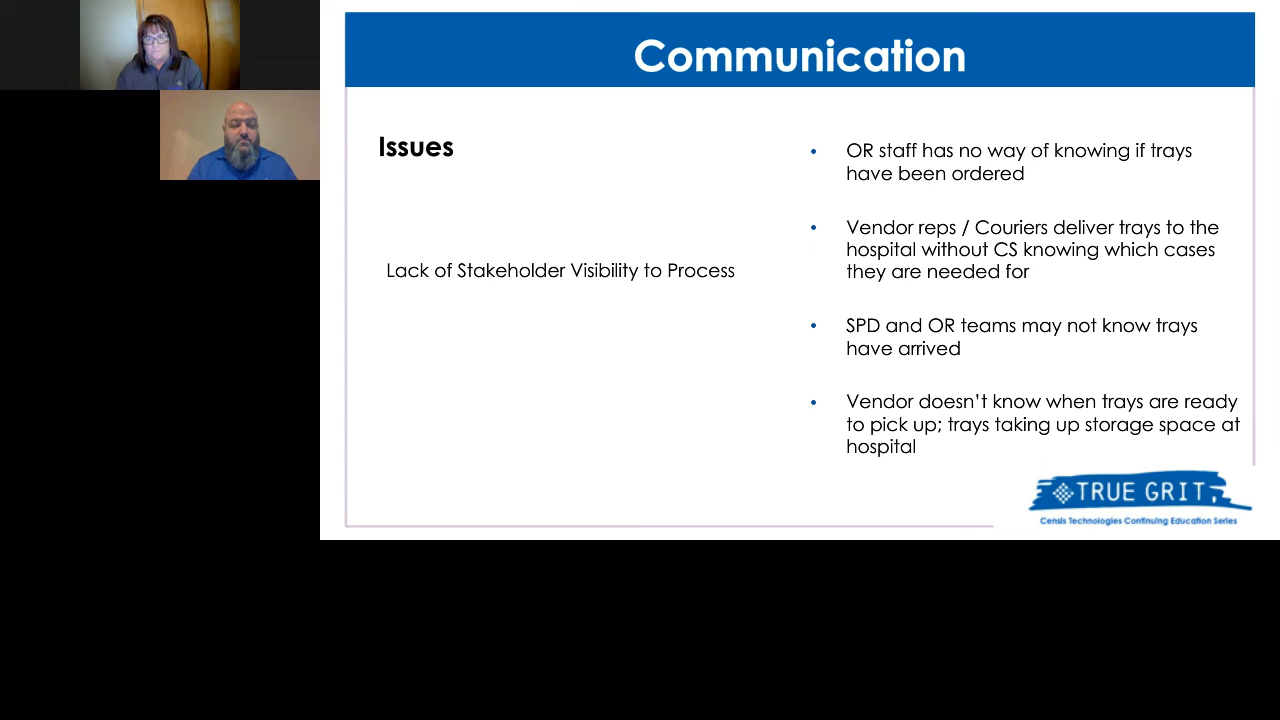 Communication
Issues
Lack of Stakeholder Visibility to Process
• OR staff has no way of knowing if trays
have been ordered
• Vendor reps / Couriers deliver trays to the
hospital without CS knowing which cases
they are needed for
• SPD and OR teams may not know trays
have arrived
• Vendor doesn’t know when trays are ready
to pick up; trays taking up storage space at
hospital
TRUE GRIT
Censis Technologies Continuing Education Series